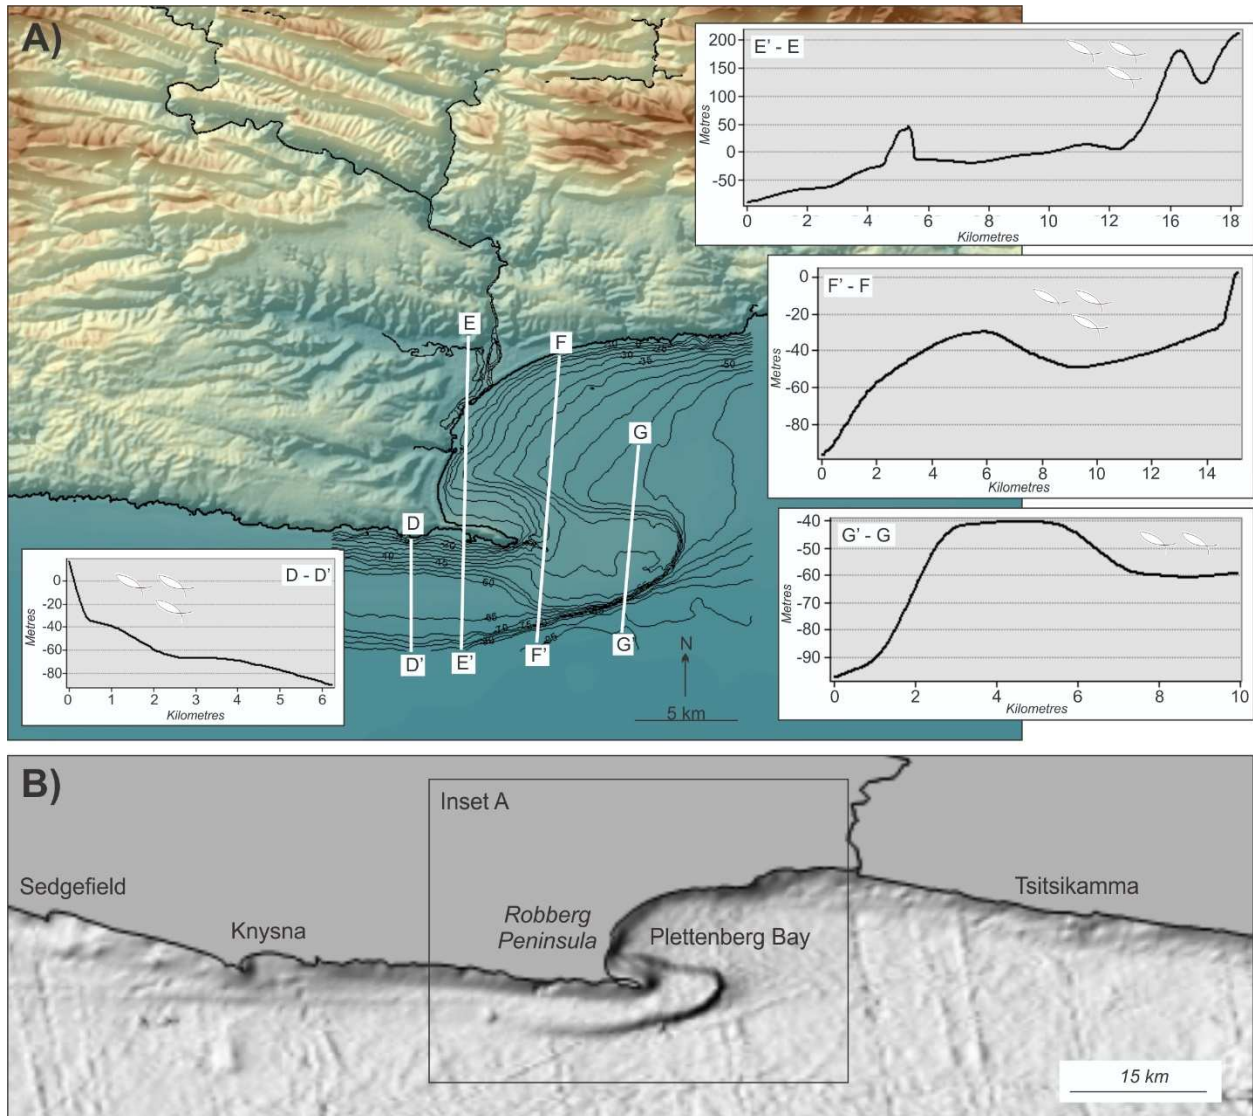 A)
E' - E
200
150
100
50
0
-50
Metres
0 2 4 6 8 10 12 14 16 18
Kilometres
F' - F
0
-20
-40
-60
-80
Metres
0 2 4 6 8 10 12 14
Kilometres
G' - G
-40
-50
-60
-70
-80
-90
Metres
0 2 4 6 8 10
Kilometres
D - D'
0
-20
-40
-60
-80
Metres
0 1 2 3 4 5 6
Kilometres
E
F
G
D
D'
E'
F'
G'
N
5 km
B)
Inset A
Sedgefield
Knysna
Robberg
Peninsula
Plettenberg Bay
Tsitsikamma
15 km